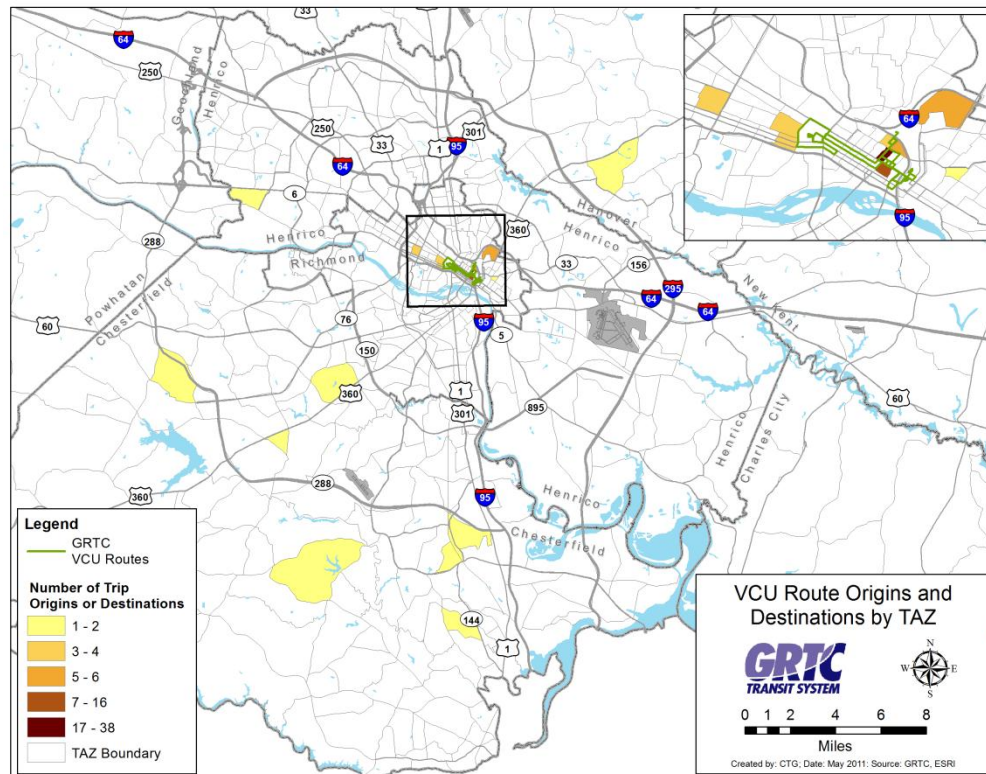 33
64
250
Goochland
Henrico
301
250
33
1
95
64
6
64
95
Hanover
Henrico
360
288
Henrico
Richmond
33
156
295
64
64
New Kent
Powhatan
Chesterfield
60
76
95
5
150
360
1
301
895
60
Henrico
Charles City
288
360
95
Henrico
Chesterfield
144
1
Legend
GRTC
VCU Routes
Number of Trip
Origins or Destinations
1 - 2
3 - 4
5 - 6
7 - 16
17 - 38
TAZ Boundary
VCU Route Origins and
Destinations by TAZ
GRTC
TRANSIT SYSTEM
N
W E
S
0 1 2 4 6 8
Miles
Created by: CTG; Date: May 2011: Source: GRTC, ESRI